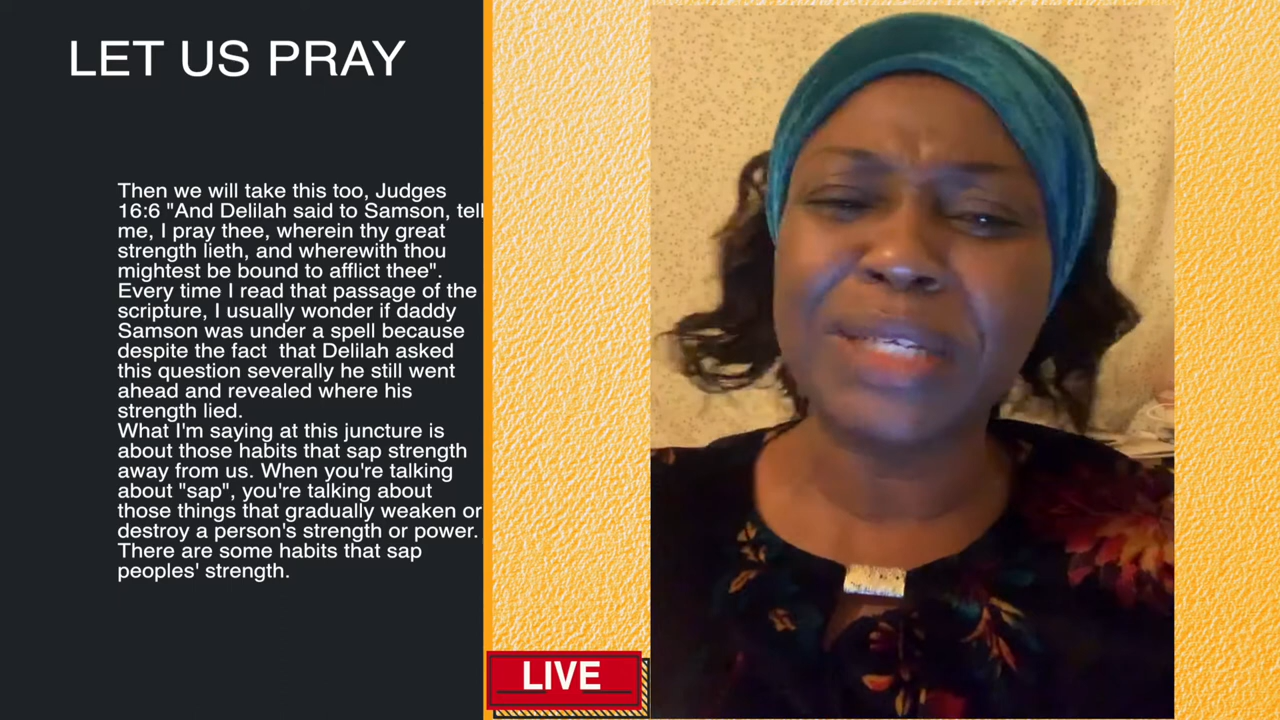 LET US PRAY
Then we will take this too, Judges
16:6 "And Delilah said to Samson, tell
me, I pray thee, wherein thy great
strength lieth, and wherewith thou
mightest be bound to afflict thee".
Every time I read that passage of the
scripture, I usually wonder if daddy
Samson was under a spell because
despite the fact  that Delilah asked
this question severally he still went
ahead and revealed where his
strength lied.
What I'm saying at this juncture is
about those habits that sap strength
away from us. When you're talking
about "sap", you're talking about
those things that gradually weaken or
destroy a person's strength or power.
There are some habits that sap
peoples' strength.
LIVE